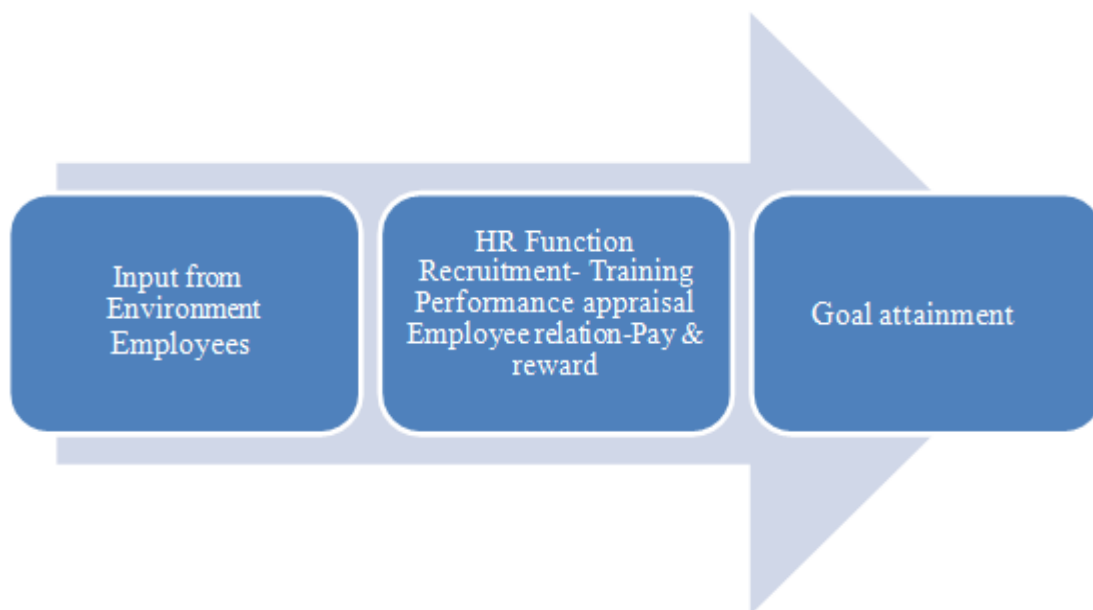 Input from
Environment
Employees
HR Function
Recruitment- Training
Performance appraisal
Employee relation-Pay &
reward
Goal attainment